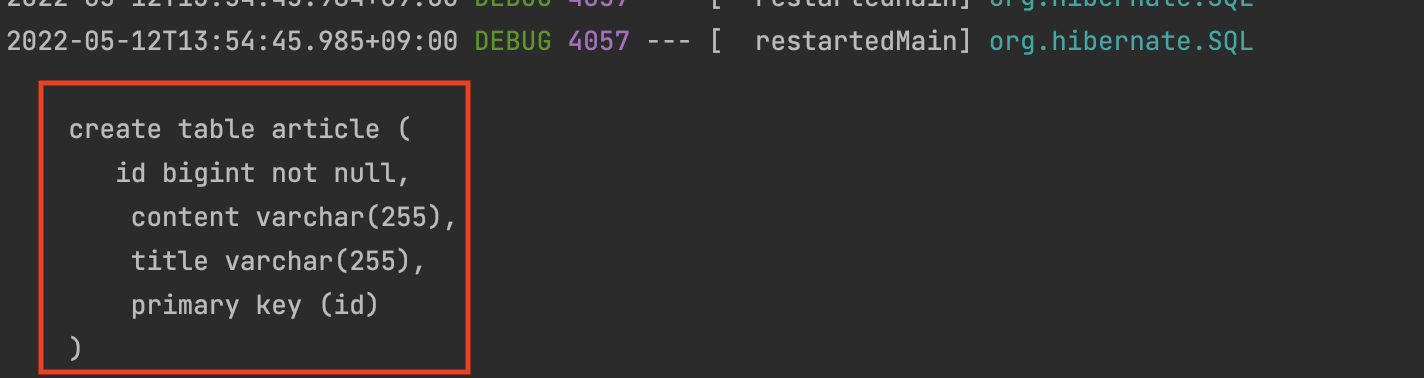 2022-05-12T13:54:45.984+09:00 DEBUG 4057 --- [  restartedMain] org.hibernate.SQL
2022-05-12T13:54:45.985+09:00 DEBUG 4057 --- [  restartedMain] org.hibernate.SQL
create table article (
id bigint not null,
content varchar(255),
title varchar(255),
primary key (id)
)